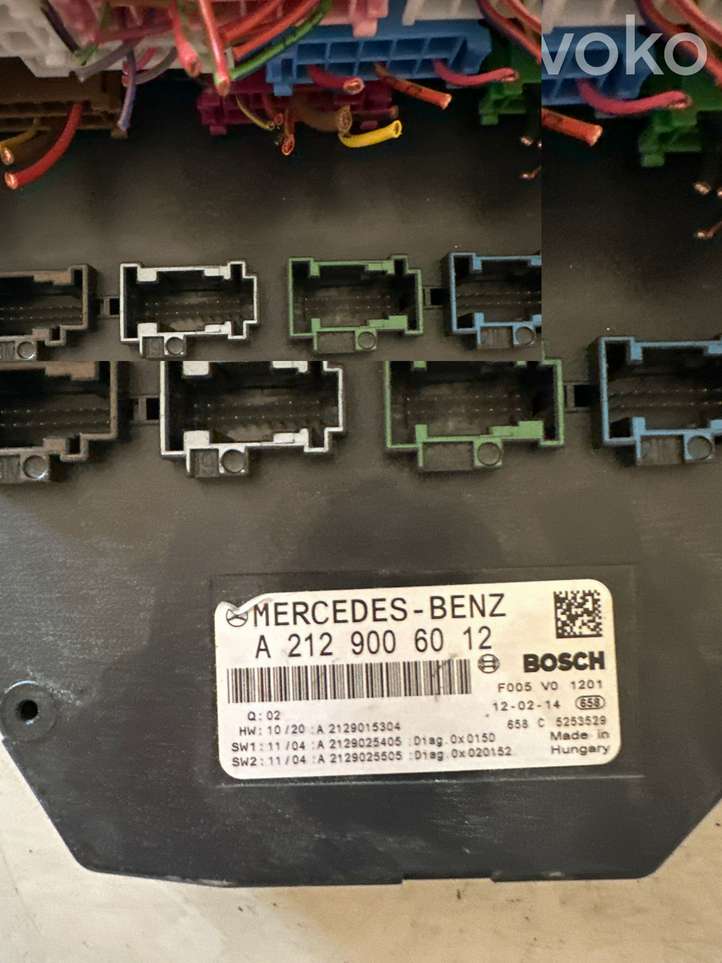 voko
MERCEDES-BENZ
A 212 900 60 12
BOSCH
F005 V0 1201
Q: 02
12-02-14 658
HW: 10/20 :A 2129015304
658 C 5253529
SW1: 11/04 :A 2129025405 :Diag.0x0150
Made in
SW2: 11/04 :A 2129025505 :Diag.0x020152
Hungary